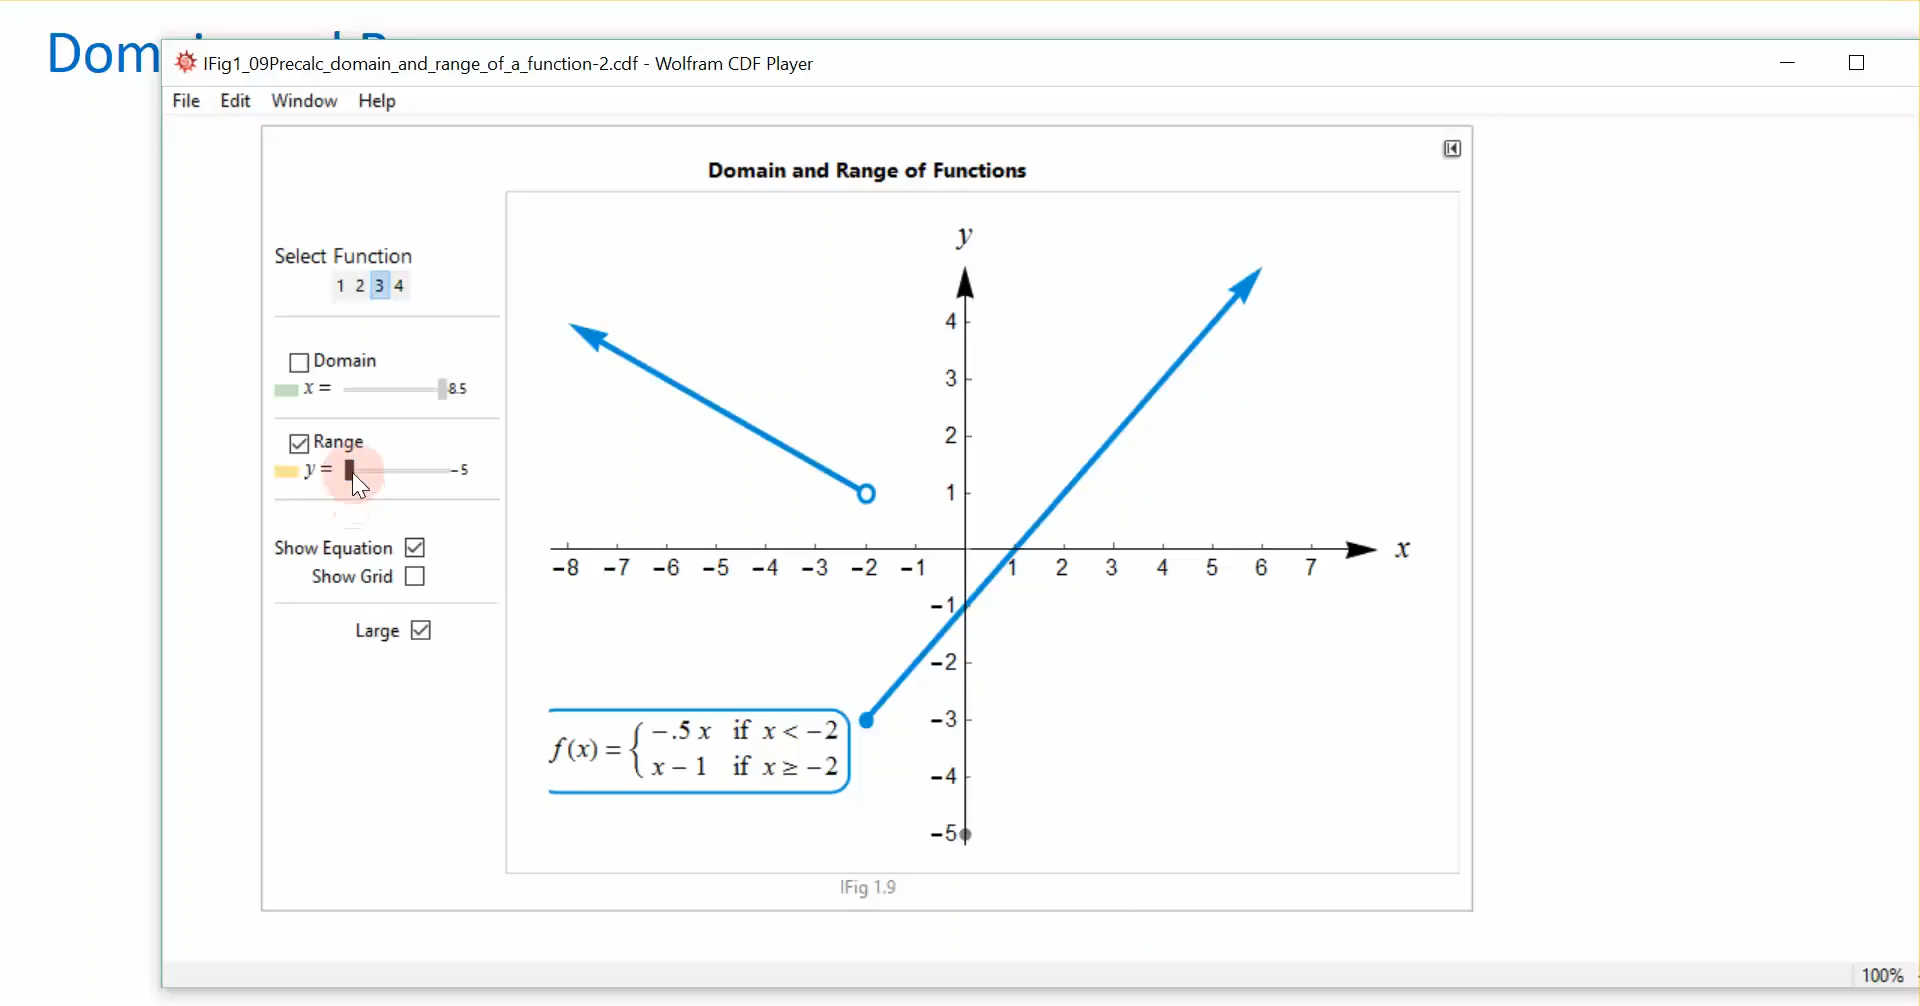 Dom
IFig1_09Precalc_domain_and_range_of_a_function-2.cdf - Wolfram CDF Player
File Edit Window Help
Domain and Range of Functions
Select Function
1 2 3 4
Domain
x = 8.5
Range
y = -5
Show Equation
Show Grid
Large
y
4
3
2
1
-8 -7 -6 -5 -4 -3 -2 -1 1 2 3 4 5 6 7 x
-1
-2
-3
-4
-5
f(x) = { -.5 x if x < -2
x - 1 if x ≥ -2
IFig 1.9
100%